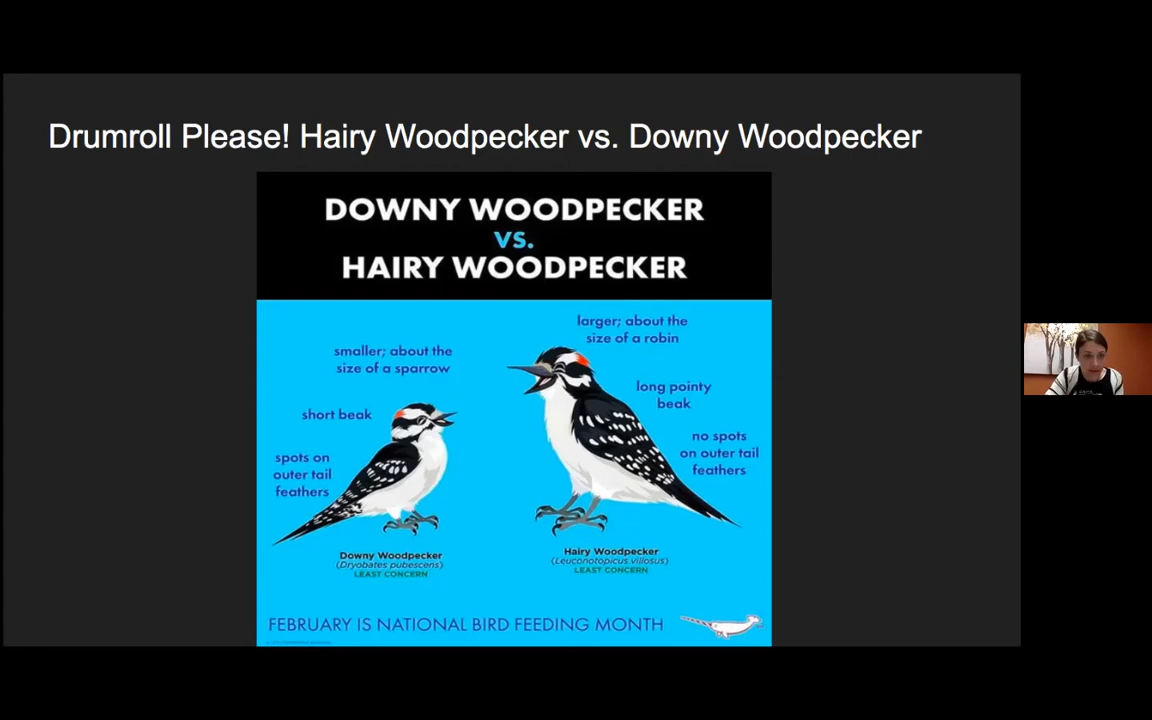 Drumroll Please! Hairy Woodpecker vs. Downy Woodpecker
DOWNY WOODPECKER
VS.
HAIRY WOODPECKER
larger; about the
size of a robin
smaller; about the
size of a sparrow
long pointy
beak
short beak
no spots
on outer tail
feathers
spots on
outer tail
feathers
Downy Woodpecker
(Dryobates pubescens)
LEAST CONCERN
Hairy Woodpecker
(Leuconotopicus villosus)
LEAST CONCERN
FEBRUARY IS NATIONAL BIRD FEEDING MONTH